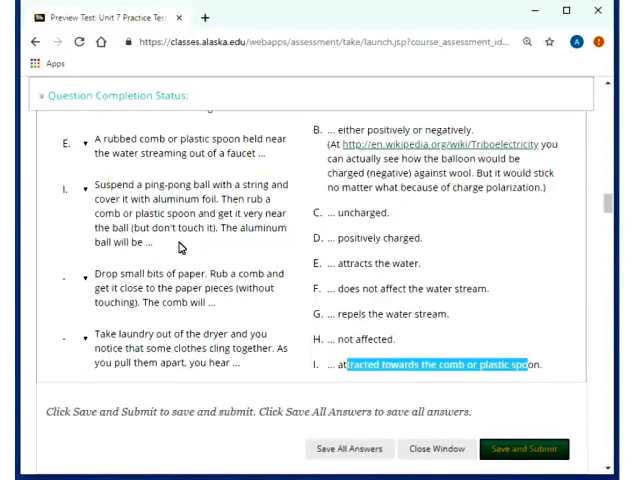 Preview Test: Unit 7 Practice Tes
https://classes.alaska.edu/webapps/assessment/take/launch.jsp?course_assessment_id...
A
Apps
Question Completion Status:
E.
A rubbed comb or plastic spoon held near
the water streaming out of a faucet ...
I.
Suspend a ping-pong ball with a string and
cover it with aluminum foil. Then rub a
comb or plastic spoon and get it very near
the ball (but don't touch it). The aluminum
ball will be ...
-
Drop small bits of paper. Rub a comb and
get it close to the paper pieces (without
touching). The comb will ...
-
Take laundry out of the dryer and you
notice that some clothes cling together. As
you pull them apart, you hear ...
B. ... either positively or negatively.
(At http://en.wikipedia.org/wiki/Triboelectricity you
can actually see how the balloon would be
charged (negative) against wool. But it would stick
no matter what because of charge polarization.)
C. ... uncharged.
D. ... positively charged.
E. ... attracts the water.
F. ... does not affect the water stream.
G. ... repels the water stream.
H. ... not affected.
I. ... attracted towards the comb or plastic spoon.
Click Save and Submit to save and submit. Click Save All Answers to save all answers.
Save All Answers
Close Window
Save and Submit